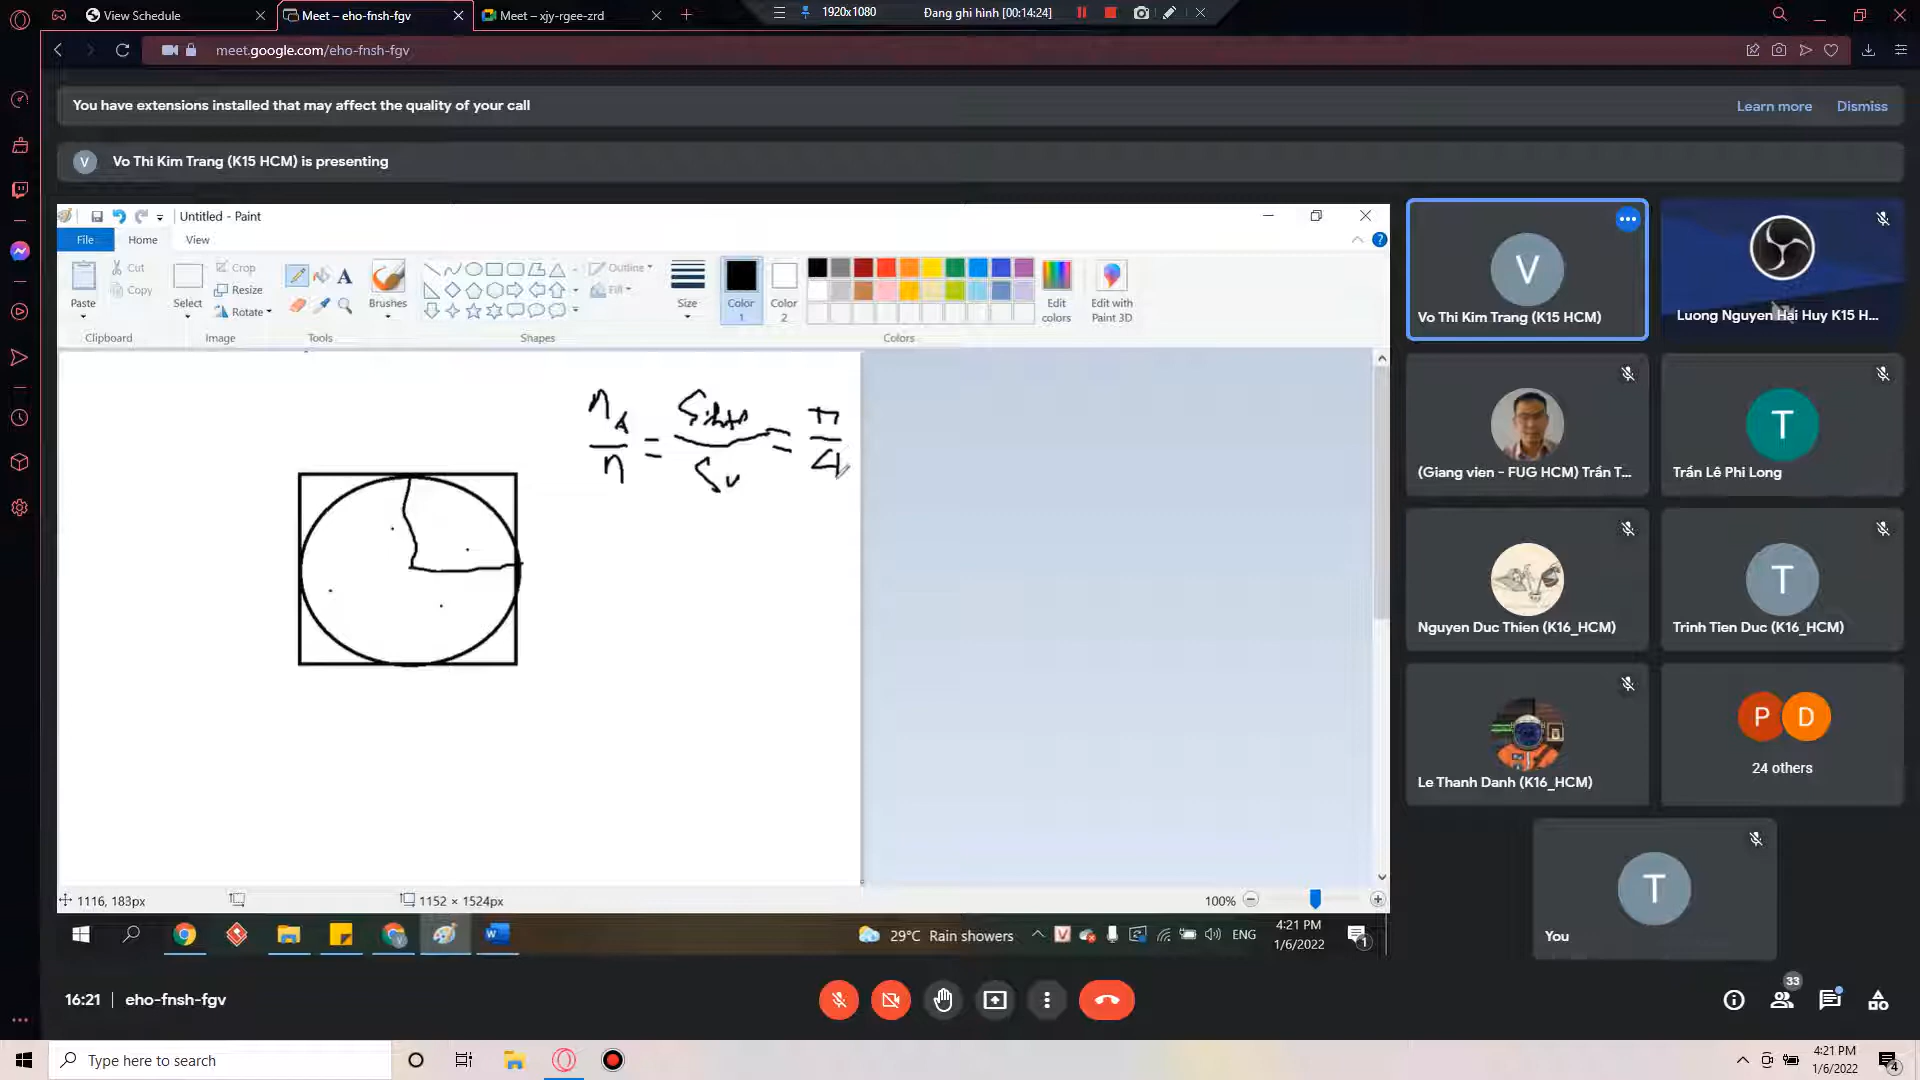 View Schedule
Meet – eho-fnsh-fgv
Meet – xjy-rgee-zrd
1920x1080
Đang ghi hình [00:14:24]
meet.google.com/eho-fnsh-fgv
You have extensions installed that may affect the quality of your call
Learn more
Dismiss
V
Vo Thi Kim Trang (K15 HCM) is presenting
Untitled - Paint
File
Home
View
Paste
Cut
Copy
Clipboard
Select
Crop
Resize
Rotate
Image
A
Tools
Brushes
Shapes
Outline
Fill
Size
Color 1
Color 2
Colors
Edit colors
Edit with Paint 3D
n
= = π
n
S
4
1116, 183px
1152 × 1524px
100%
29°C Rain showers
ENG
4:21 PM
1/6/2022
1
V
Vo Thi Kim Trang (K15 HCM)
Luong Nguyen Hai Huy K15 H...
(Giang vien - FUG HCM) Trần T...
T
Trần Lê Phi Long
Nguyen Duc Thien (K16_HCM)
T
Trinh Tien Duc (K16_HCM)
Le Thanh Danh (K16_HCM)
P D
24 others
T
You
16:21 | eho-fnsh-fgv
33
Type here to search
4:21 PM
1/6/2022
4